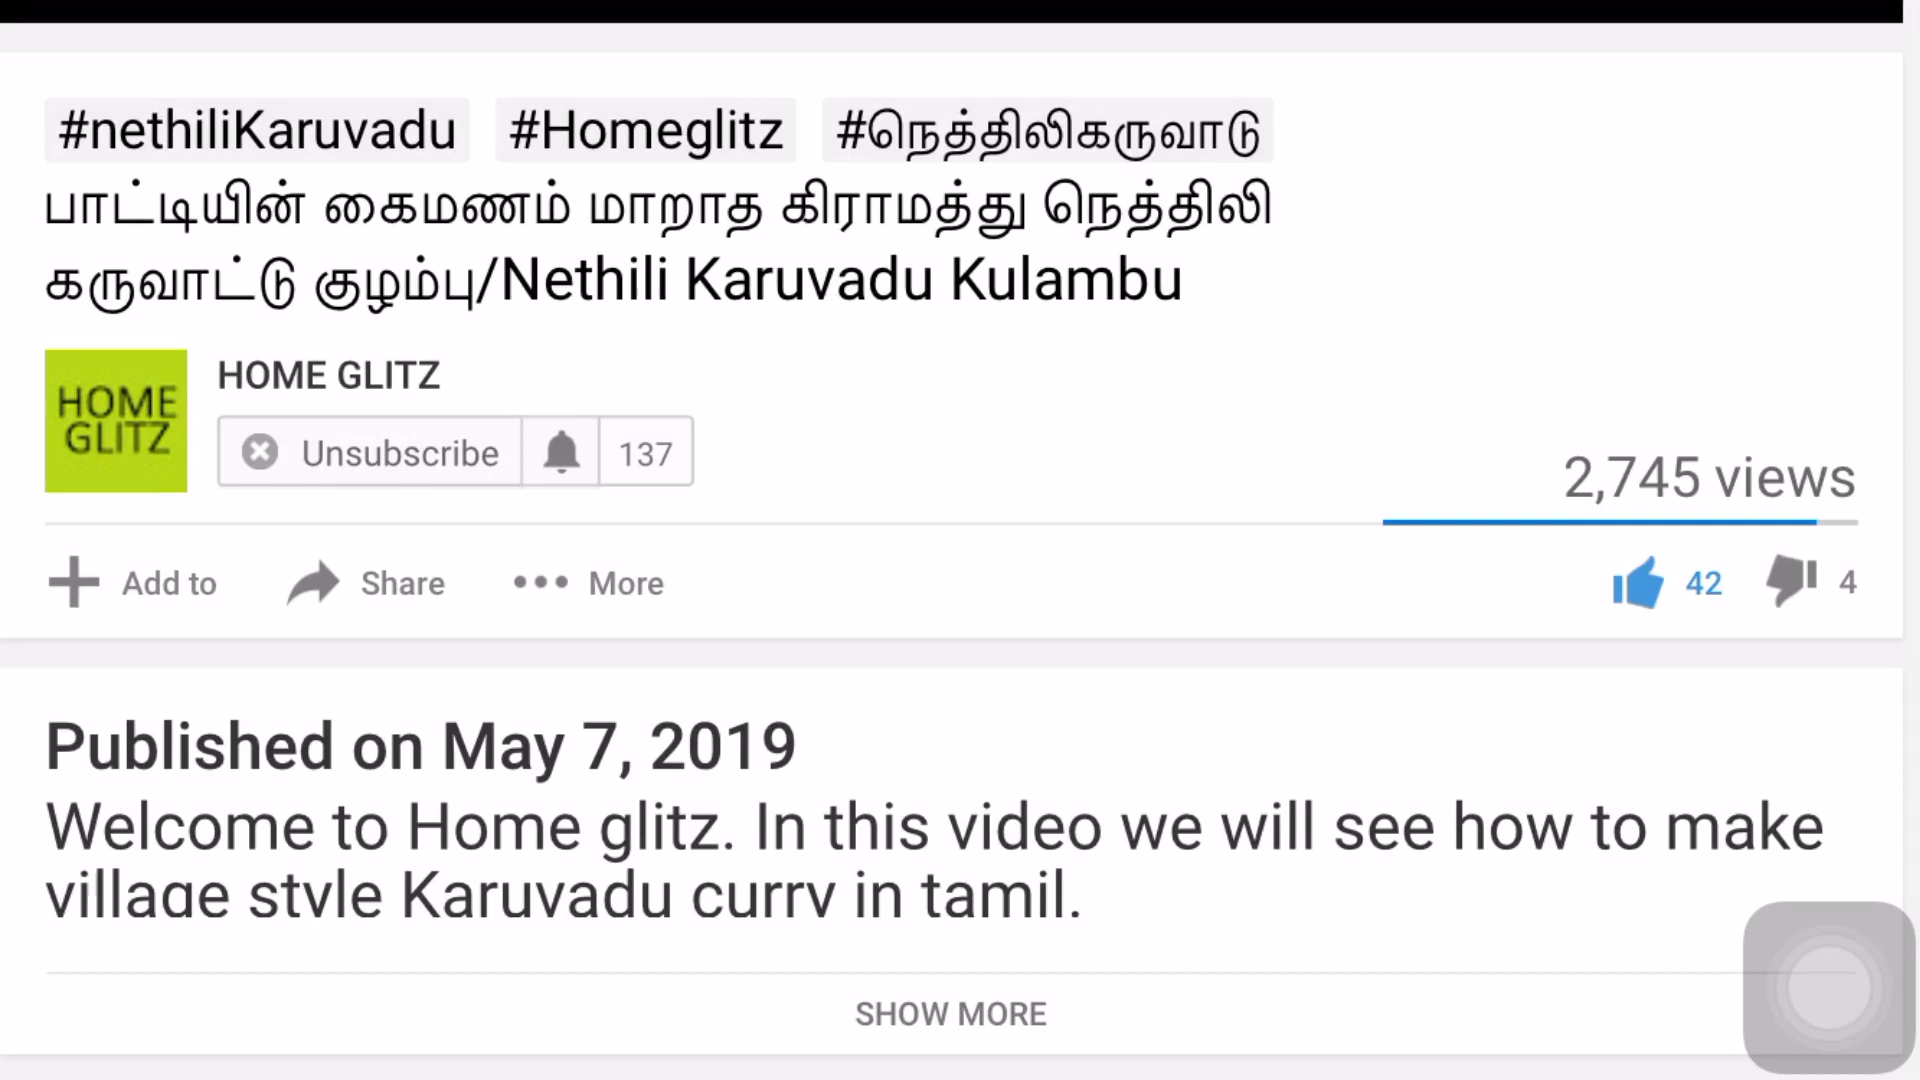 #nethiliKaruvadu #Homeglitz #நெத்திலிகருவாடு
பாட்டியின் கைமணம் மாறாத கிராமத்து நெத்திலி
கருவாட்டு குழம்பு/Nethili Karuvadu Kulambu
HOME
GLITZ
HOME GLITZ
Unsubscribe 137
2,745 views
Add to Share More 42 4
Published on May 7, 2019
Welcome to Home glitz. In this video we will see how to make
village style Karuvadu curry in tamil.
SHOW MORE